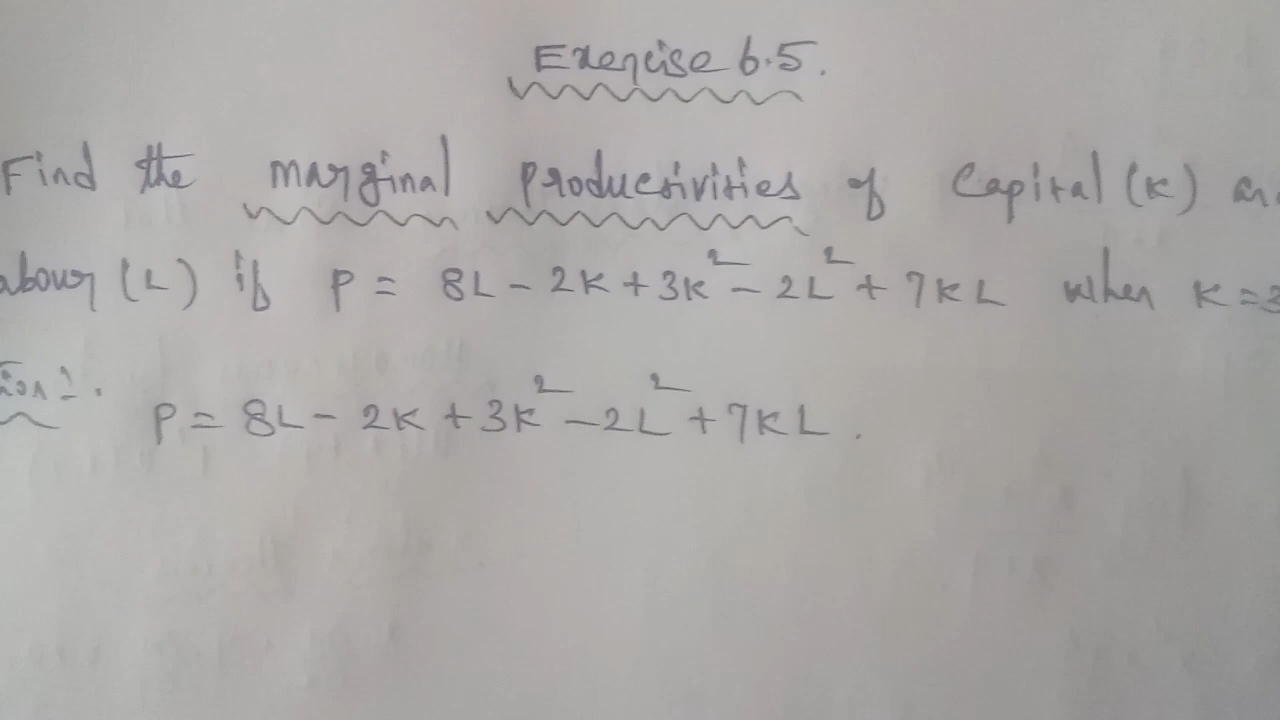 Exercise 6.5.
Find the marginal productivities of Capital (K) an
abour (L) if P = 8L - 2K + 3K² - 2L² + 7KL when K = 3
P = 8L - 2K + 3K² - 2L² + 7KL.